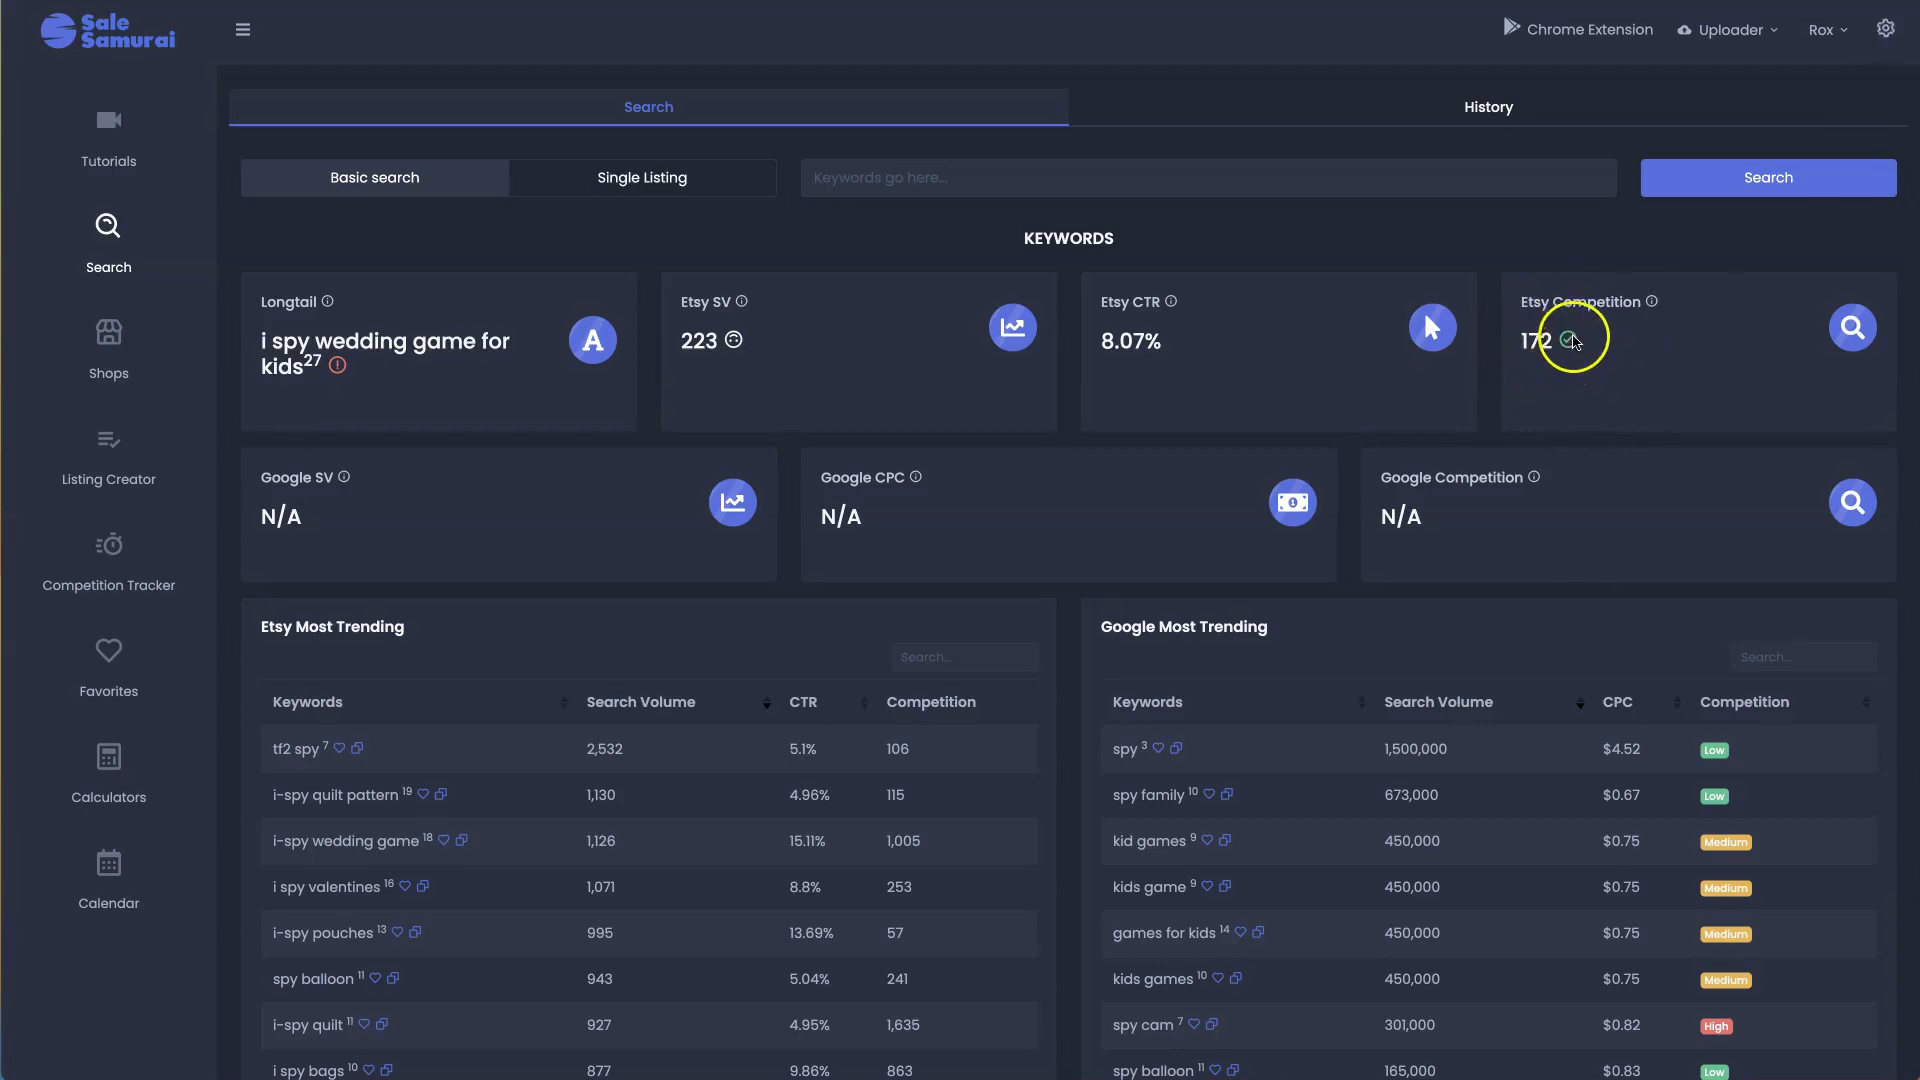 Sale Samurai
Chrome Extension
Uploader
Rox
Tutorials
Search
Shops
Listing Creator
Competition Tracker
Favorites
Calculators
Calendar
Search
History
Basic search
Single Listing
Keywords go here...
Search
KEYWORDS
Longtail
i spy wedding game for
kids27
Etsy SV
223
Etsy CTR
8.07%
Etsy Competition
172
Google SV
N/A
Google CPC
N/A
Google Competition
N/A
Etsy Most Trending
Search...
Keywords Search Volume CTR Competition
tf2 spy 7 2,532 5.1% 106
i-spy quilt pattern 19 1,130 4.96% 115
i-spy wedding game 18 1,126 15.11% 1,005
i spy valentines 16 1,071 8.8% 253
i-spy pouches 13 995 13.69% 57
spy balloon 11 943 5.04% 241
i-spy quilt 11 927 4.95% 1,635
i spy bags 10 877 9.86% 863
Google Most Trending
Search...
Keywords Search Volume CPC Competition
spy 3 1,500,000 $4.52 Low
spy family 10 673,000 $0.67 Low
kid games 9 450,000 $0.75 Medium
kids game 9 450,000 $0.75 Medium
games for kids 14 450,000 $0.75 Medium
kids games 10 450,000 $0.75 Medium
spy cam 7 301,000 $0.82 High
spy balloon 11 165,000 $0.83 Low